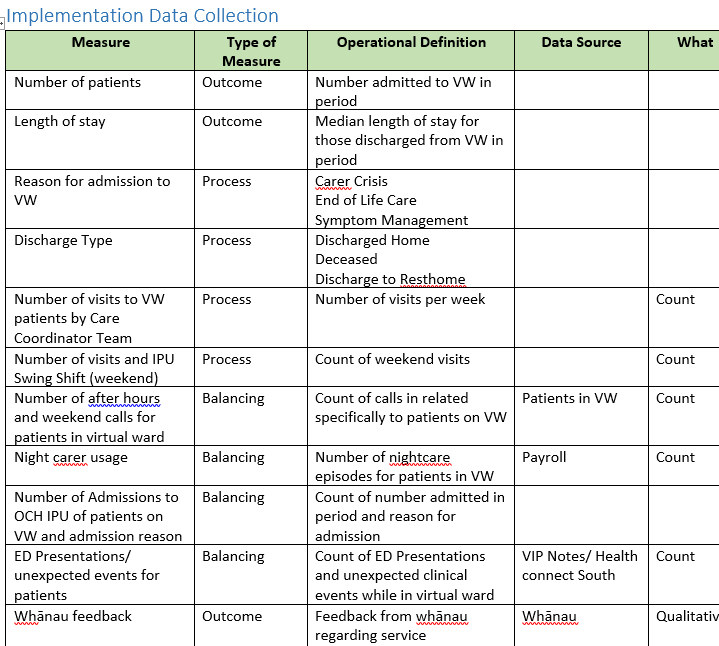 Implementation Data Collection
Measure
Type of
Measure
Operational Definition
Data Source
What
Number of patients
Outcome
Number admitted to VW in
period
Length of stay
Outcome
Median length of stay for
those discharged from VW in
period
Reason for admission to
VW
Process
Carer Crisis
End of Life Care
Symptom Management
Discharge Type
Process
Discharged Home
Deceased
Discharge to Resthome
Number of visits to VW
patients by Care
Coordinator Team
Process
Number of visits per week
Count
Number of visits and IPU
Swing Shift (weekend)
Process
Count of weekend visits
Count
Number of after hours
and weekend calls for
patients in virtual ward
Balancing
Count of calls in related
specifically to patients on VW
Patients in VW
Count
Night carer usage
Balancing
Number of nightcare
episodes for patients in VW
Payroll
Count
Number of Admissions to
OCH IPU of patients on
VW and admission reason
Balancing
Count of number admitted in
period and reason for
admission
ED Presentations/
unexpected events for
patients
Balancing
Count of ED Presentations
and unexpected clinical
events while in virtual ward
VIP Notes/ Health
connect South
Count
Whānau feedback
Outcome
Feedback from whānau
regarding service
Whānau
Qualitativ